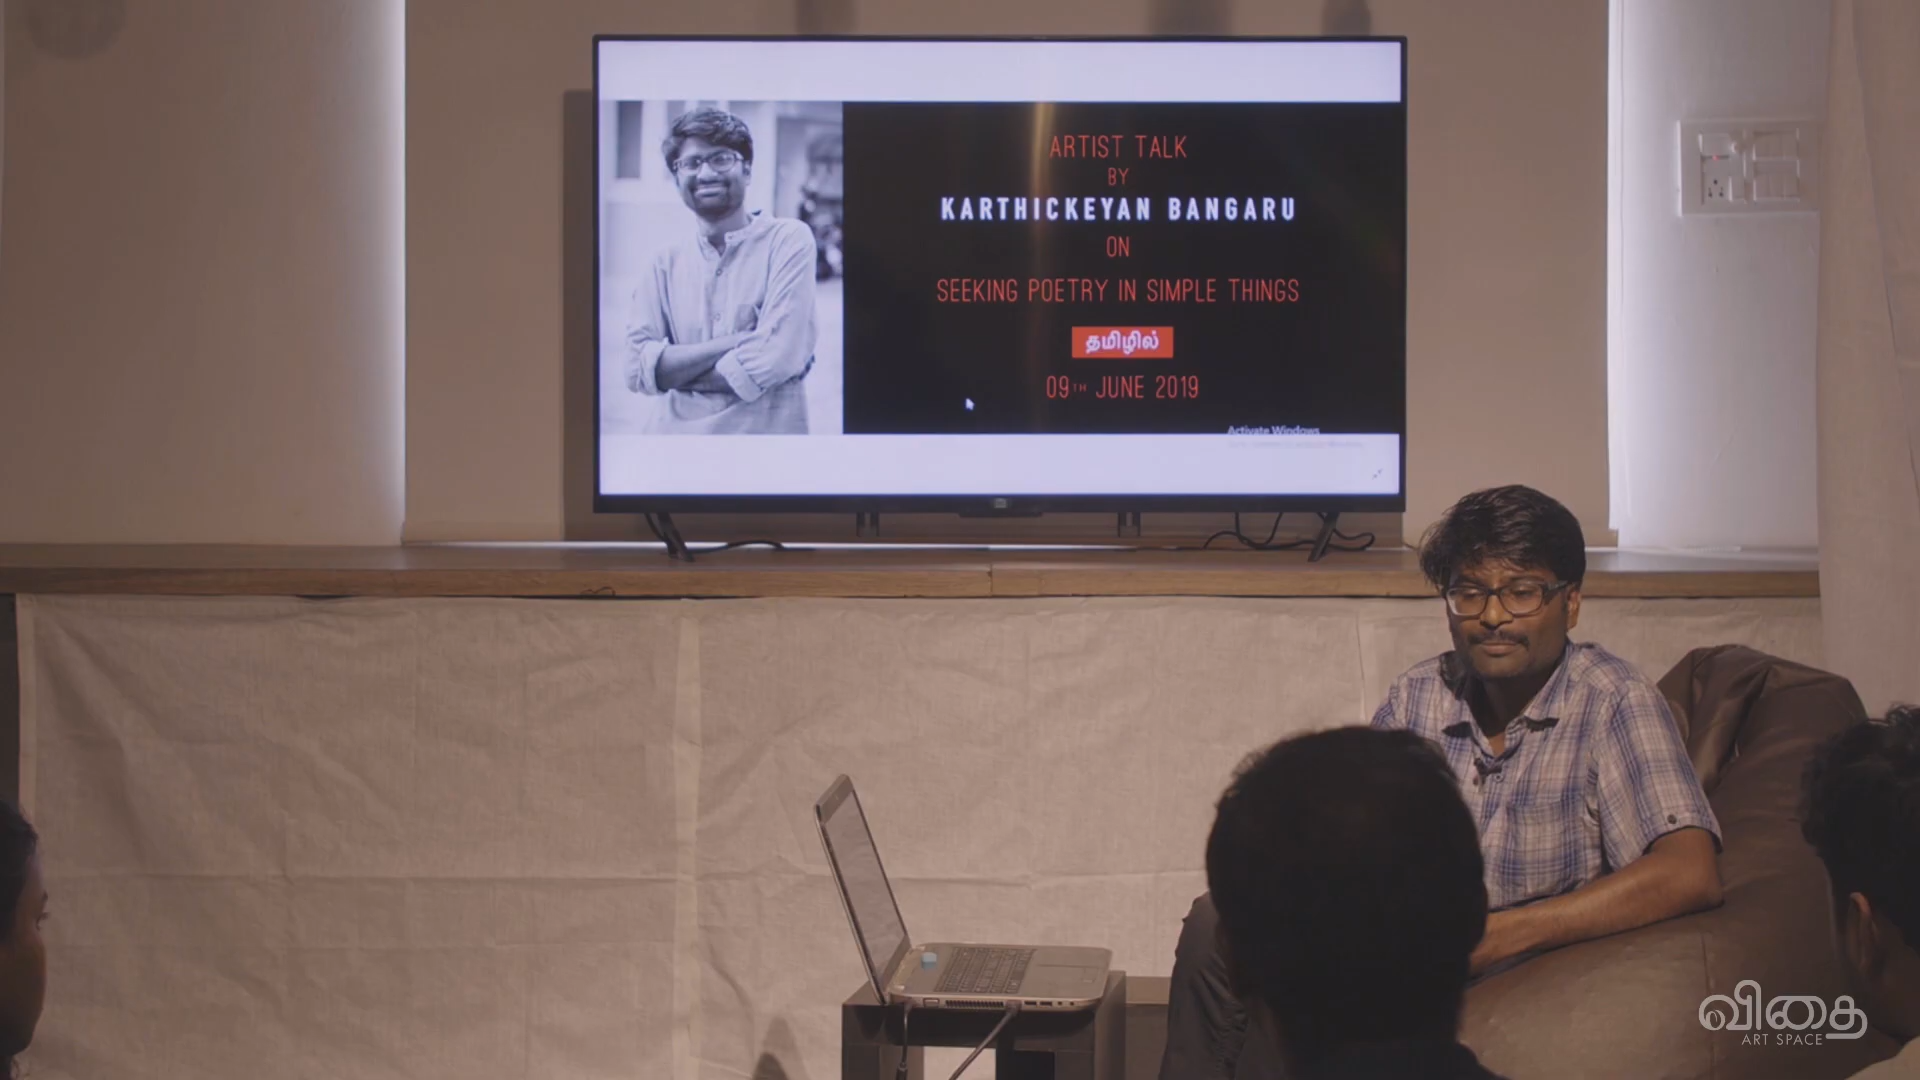 ARTIST TALK
BY
KARTHICKEYAN BANGARU
ON
SEEKING POETRY IN SIMPLE THINGS
தமிழில்
09TH JUNE 2019
Activate Windows
விகை
ART SPACE